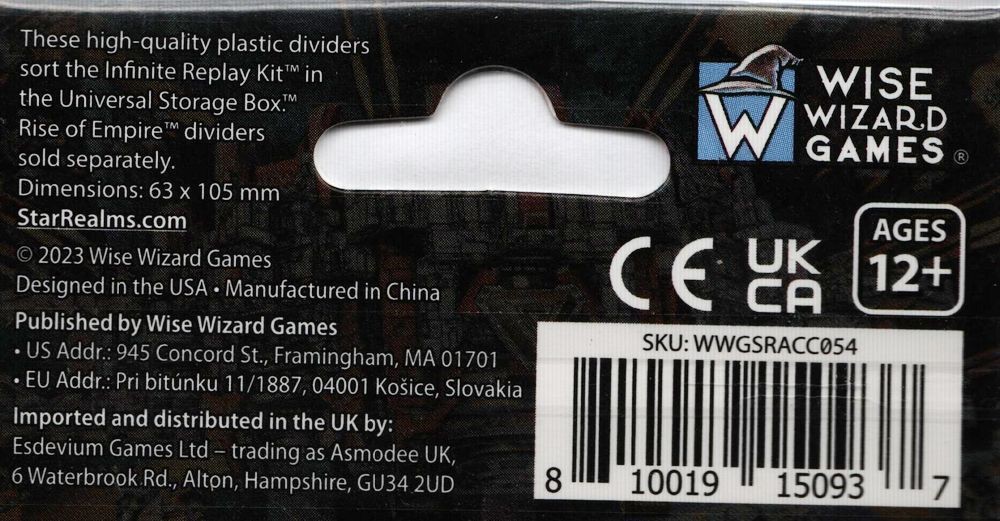 These high-quality plastic dividers
sort the Infinite Replay Kit™ in
the Universal Storage Box.™
Rise of Empire™ dividers
sold separately.
Dimensions: 63 x 105 mm
StarRealms.com
© 2023 Wise Wizard Games
Designed in the USA • Manufactured in China
Published by Wise Wizard Games
• US Addr.: 945 Concord St., Framingham, MA 01701
• EU Addr.: Pri bitúnku 11/1887, 04001 Košice, Slovakia
Imported and distributed in the UK by:
Esdevium Games Ltd – trading as Asmodee UK,
6 Waterbrook Rd., Alton, Hampshire, GU34 2UD
W
WISE
WIZARD
GAMES ®
CE
UK
CA
AGES
12+
SKU: WWGSRACC054
8 10019 15093 7